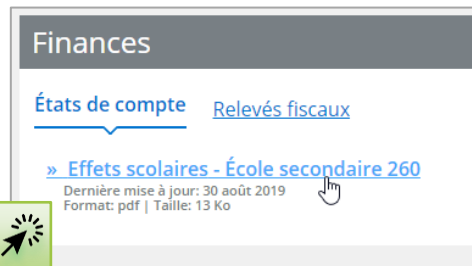 Finances
États de compte Relevés fiscaux
» Effets scolaires - École secondaire 260
Dernière mise à jour: 30 août 2019
Format: pdf | Taille: 13 Ko